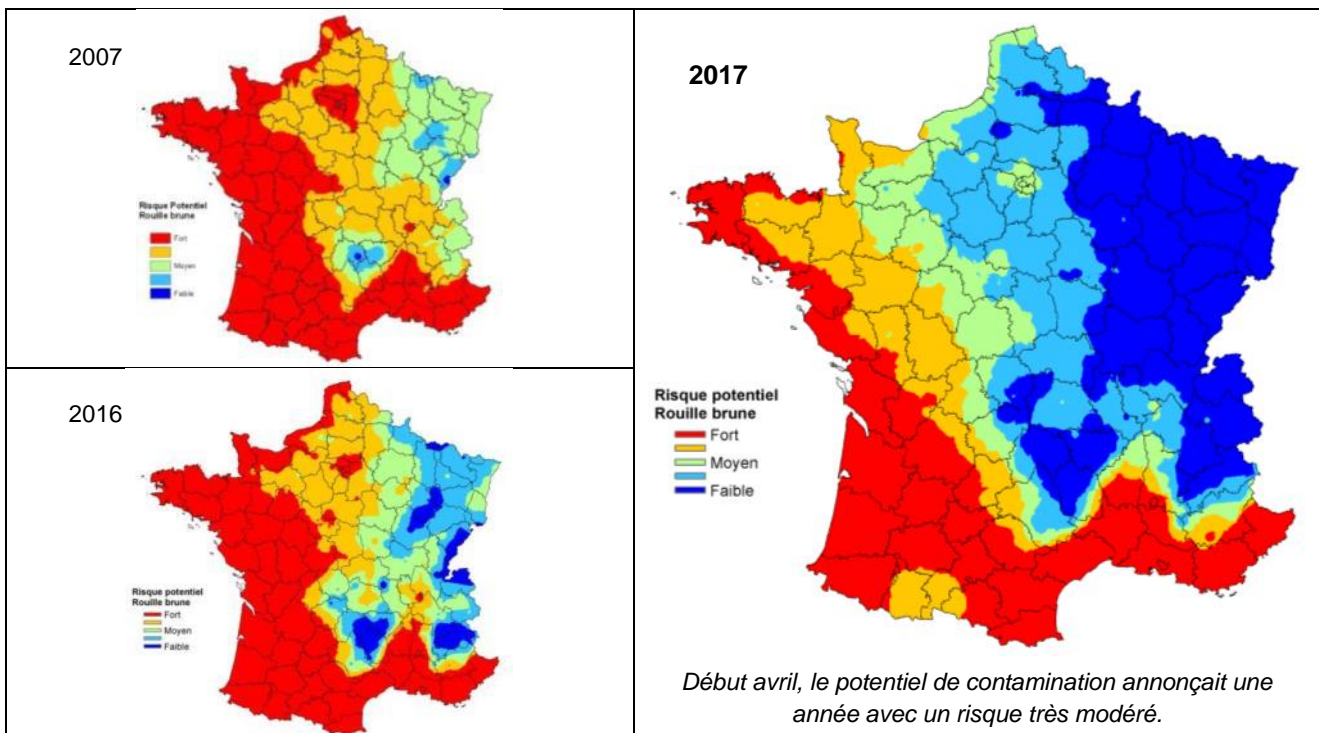 2007
Risque Potentiel
Rouille brune
Fort
Moyen
Faible
2016
Risque potentiel
Rouille brune
Fort
Moyen
Faible
2017
Risque potentiel
Rouille brune
Fort
Moyen
Faible
Début avril, le potentiel de contamination annonçait une
année avec un risque très modéré.